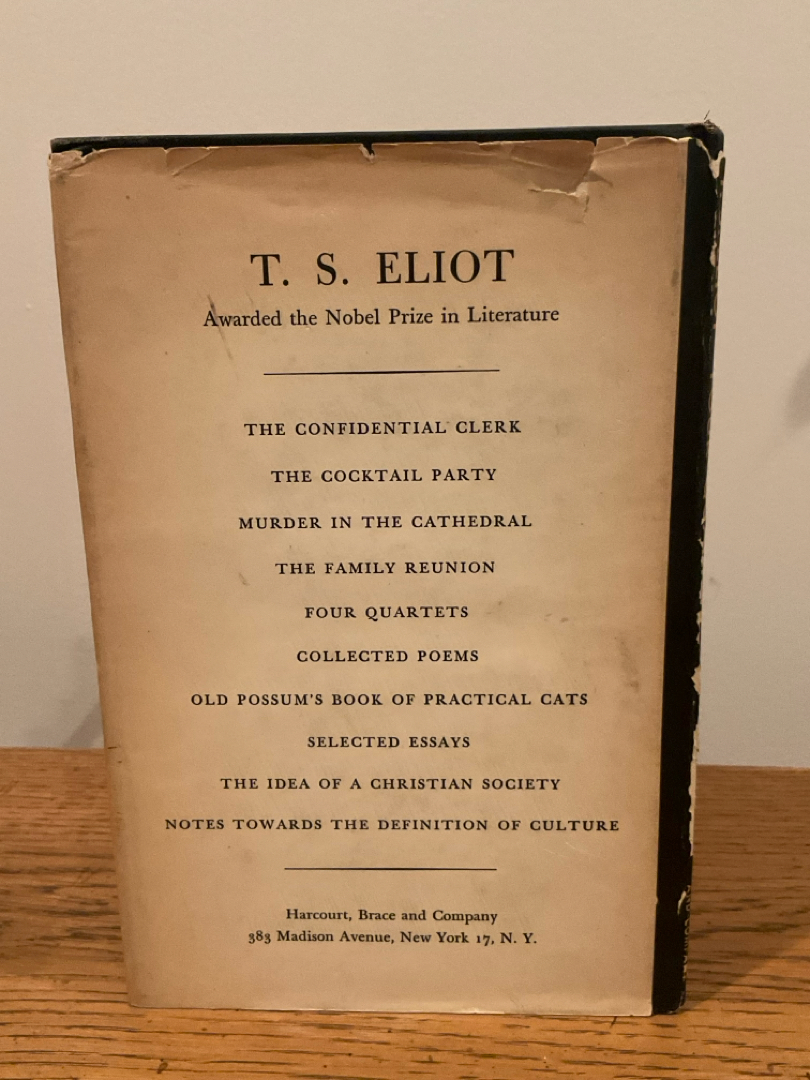 T. S. ELIOT
Awarded the Nobel Prize in Literature
THE CONFIDENTIAL CLERK
THE COCKTAIL PARTY
MURDER IN THE CATHEDRAL
THE FAMILY REUNION
FOUR QUARTETS
COLLECTED POEMS
OLD POSSUM'S BOOK OF PRACTICAL CATS
SELECTED ESSAYS
THE IDEA OF A CHRISTIAN SOCIETY
NOTES TOWARDS THE DEFINITION OF CULTURE
Harcourt, Brace and Company
383 Madison Avenue, New York 17, N. Y.